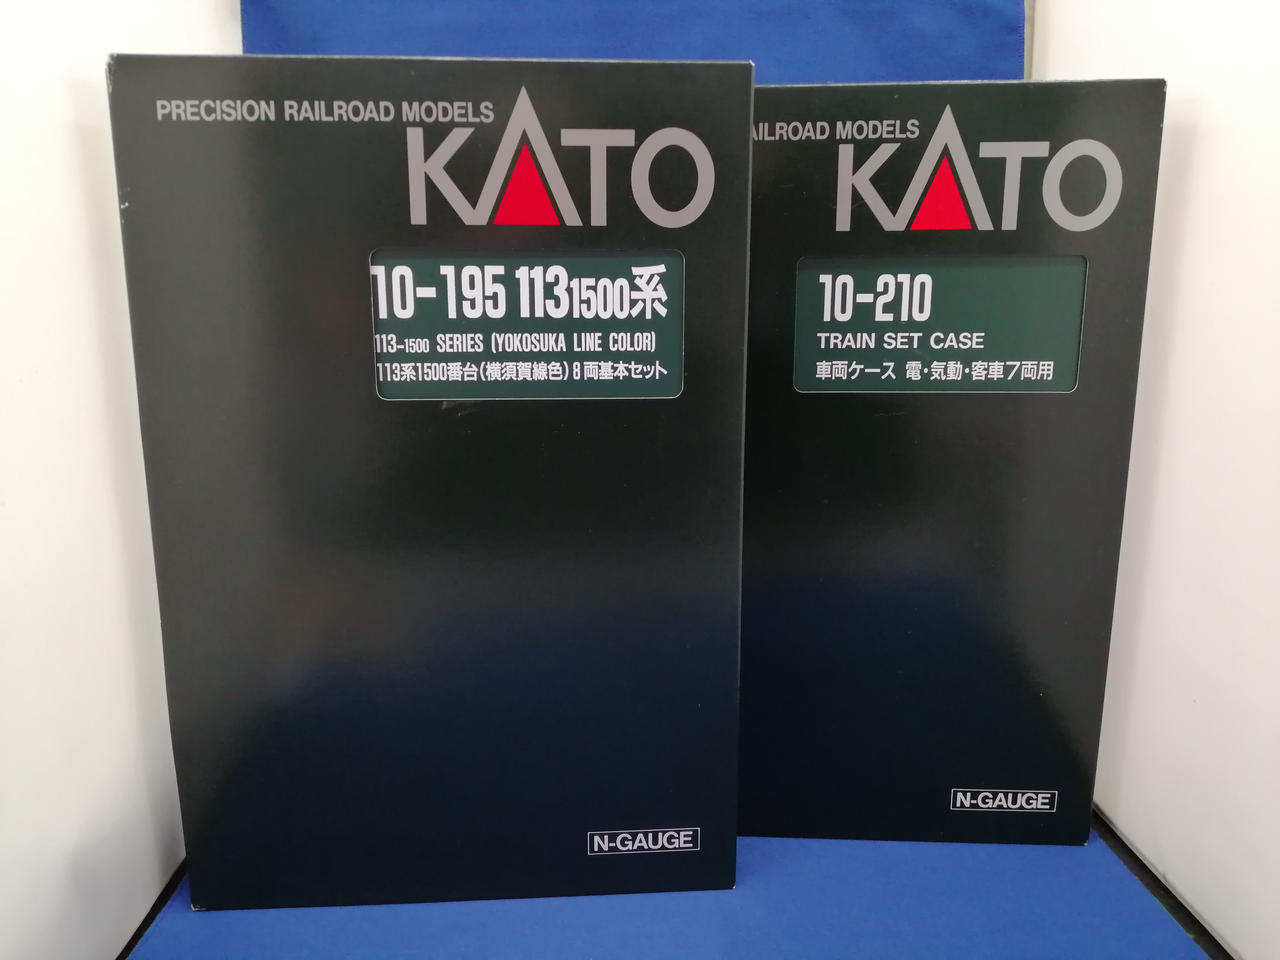 PRECISION RAILROAD MODELS
KATO
10-195 113 1500系
113-1500 SERIES (YOKOSUKA LINE COLOR)
113系1500番台(横須賀線色)8両基本セット
N-GAUGE
RAILROAD MODELS
KATO
10-210
TRAIN SET CASE
車両ケース 電・気動・客車7両用
N-GAUGE